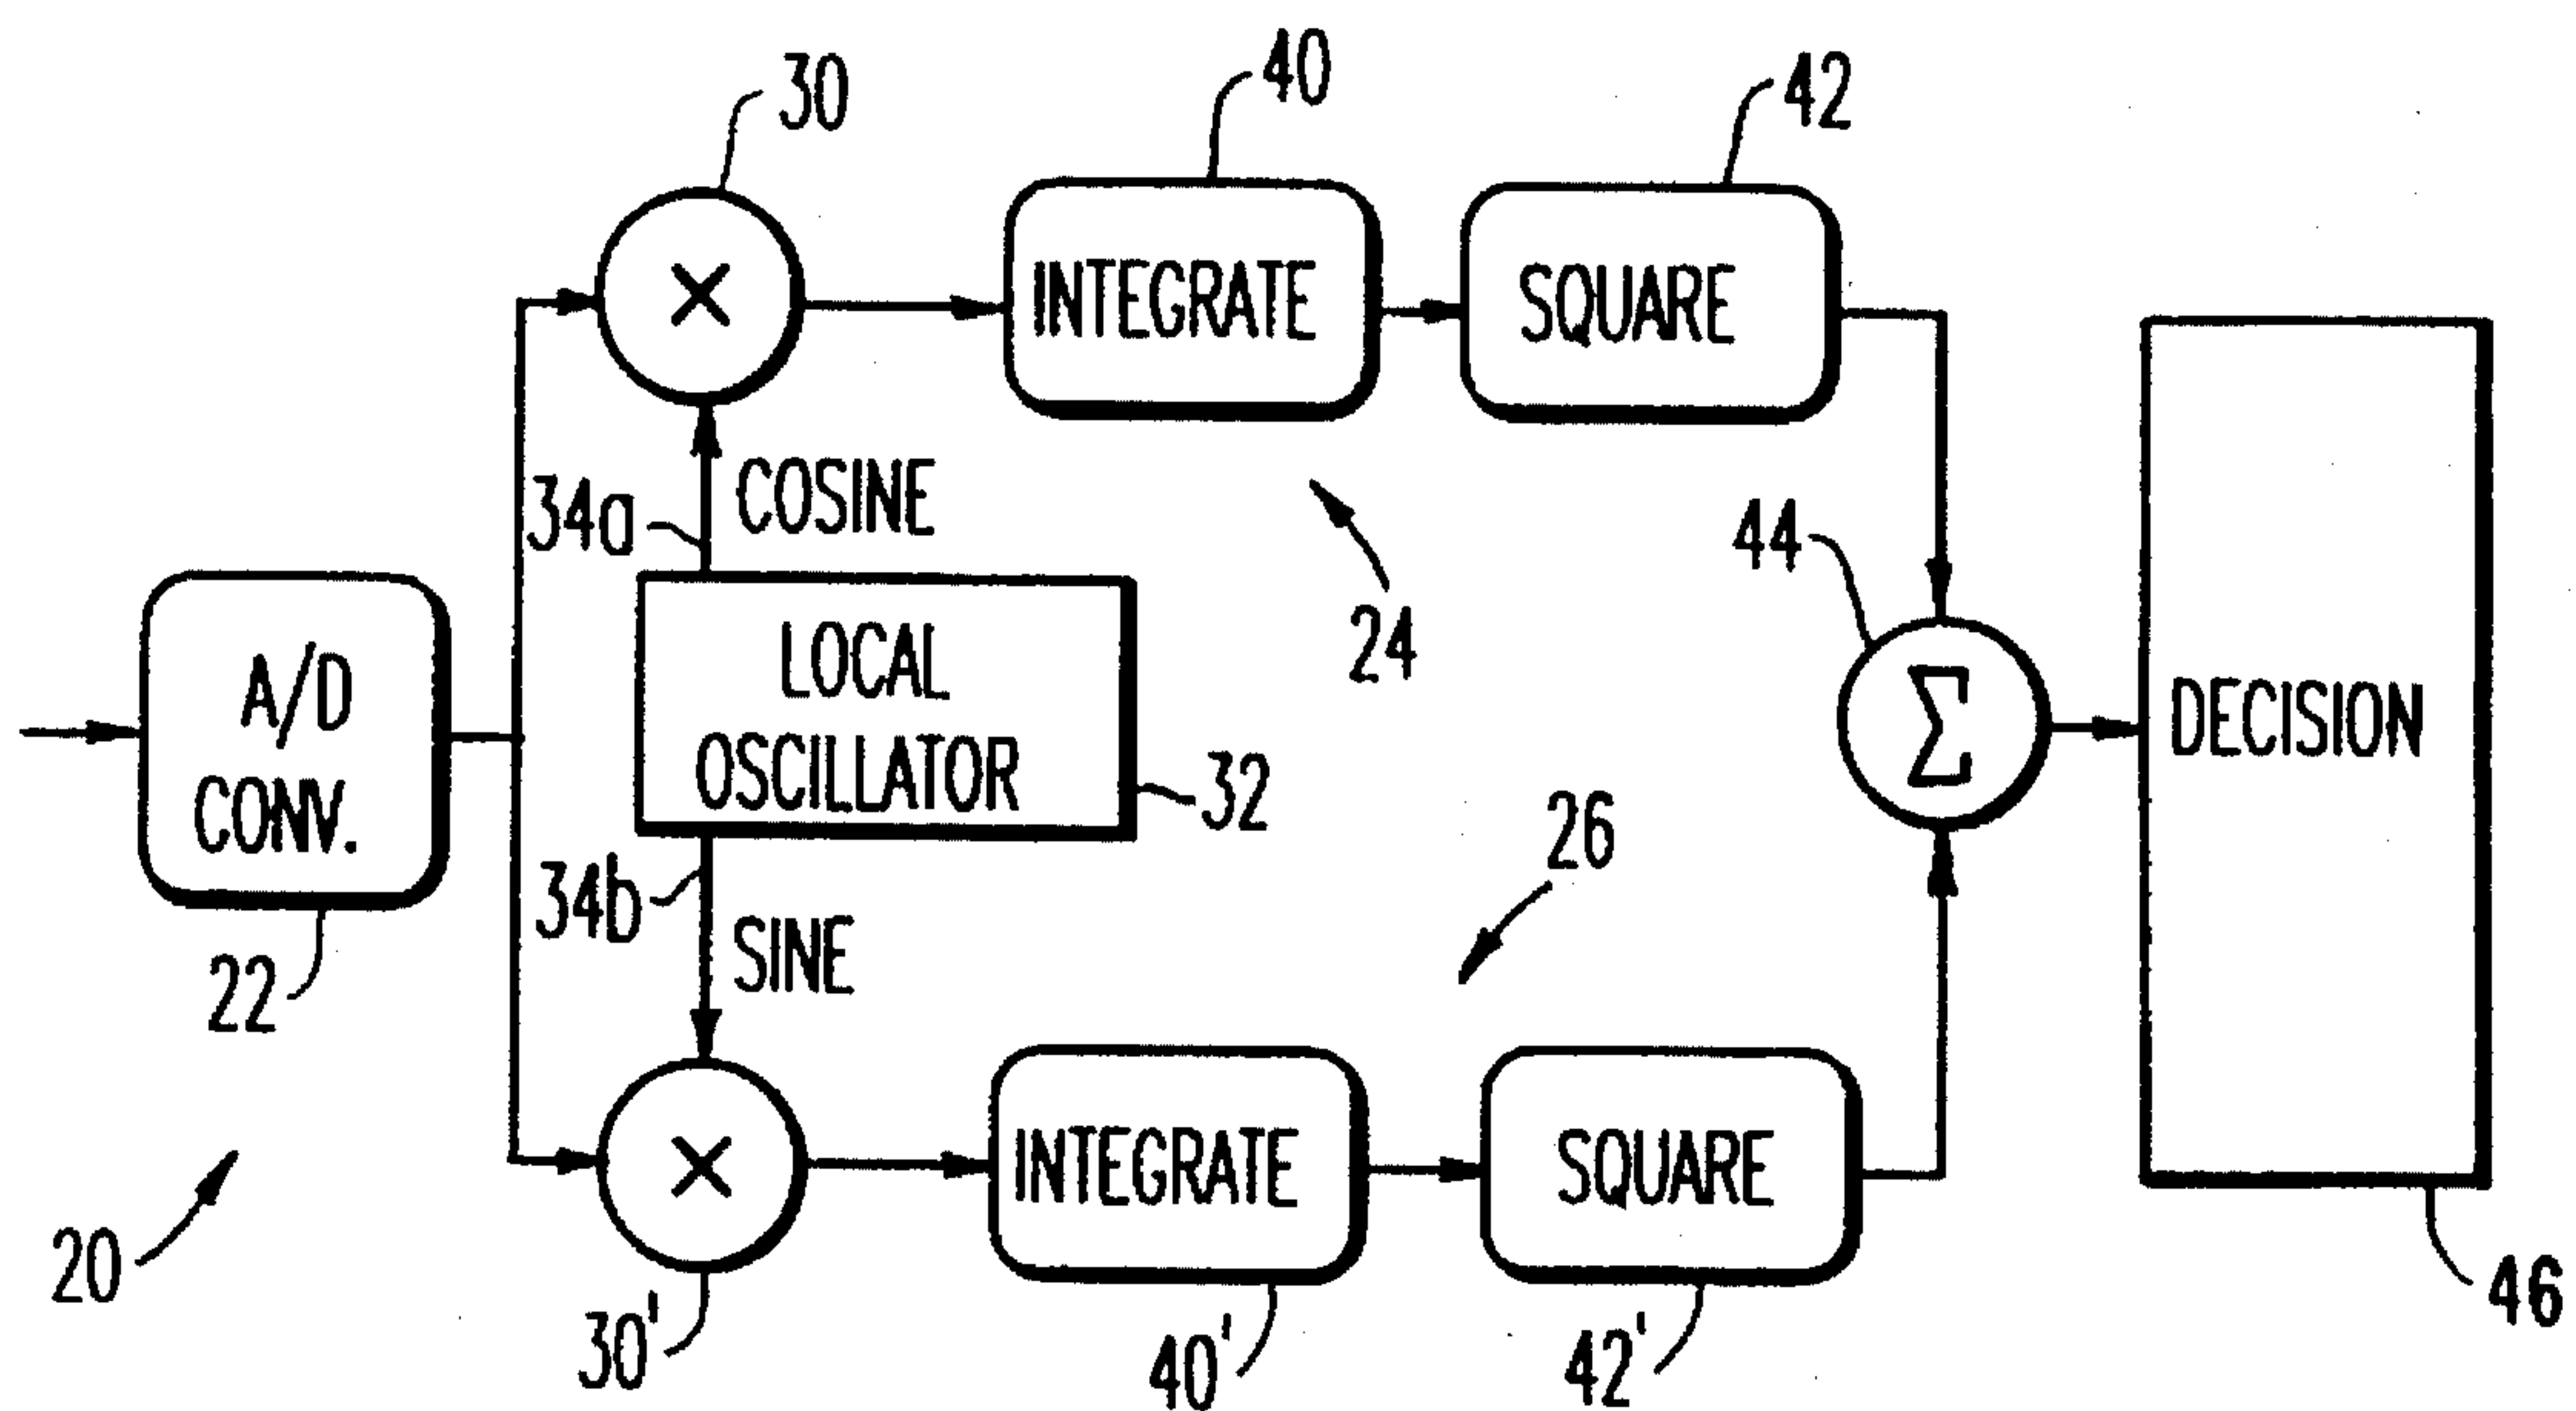 30
40
42
×
INTEGRATE
SQUARE
34a
COSINE
44
24
A/D
CONV.
LOCAL
OSCILLATOR
32
Σ
DECISION
26
34b
SINE
22
×
INTEGRATE
SQUARE
20
30'
40'
42'
46